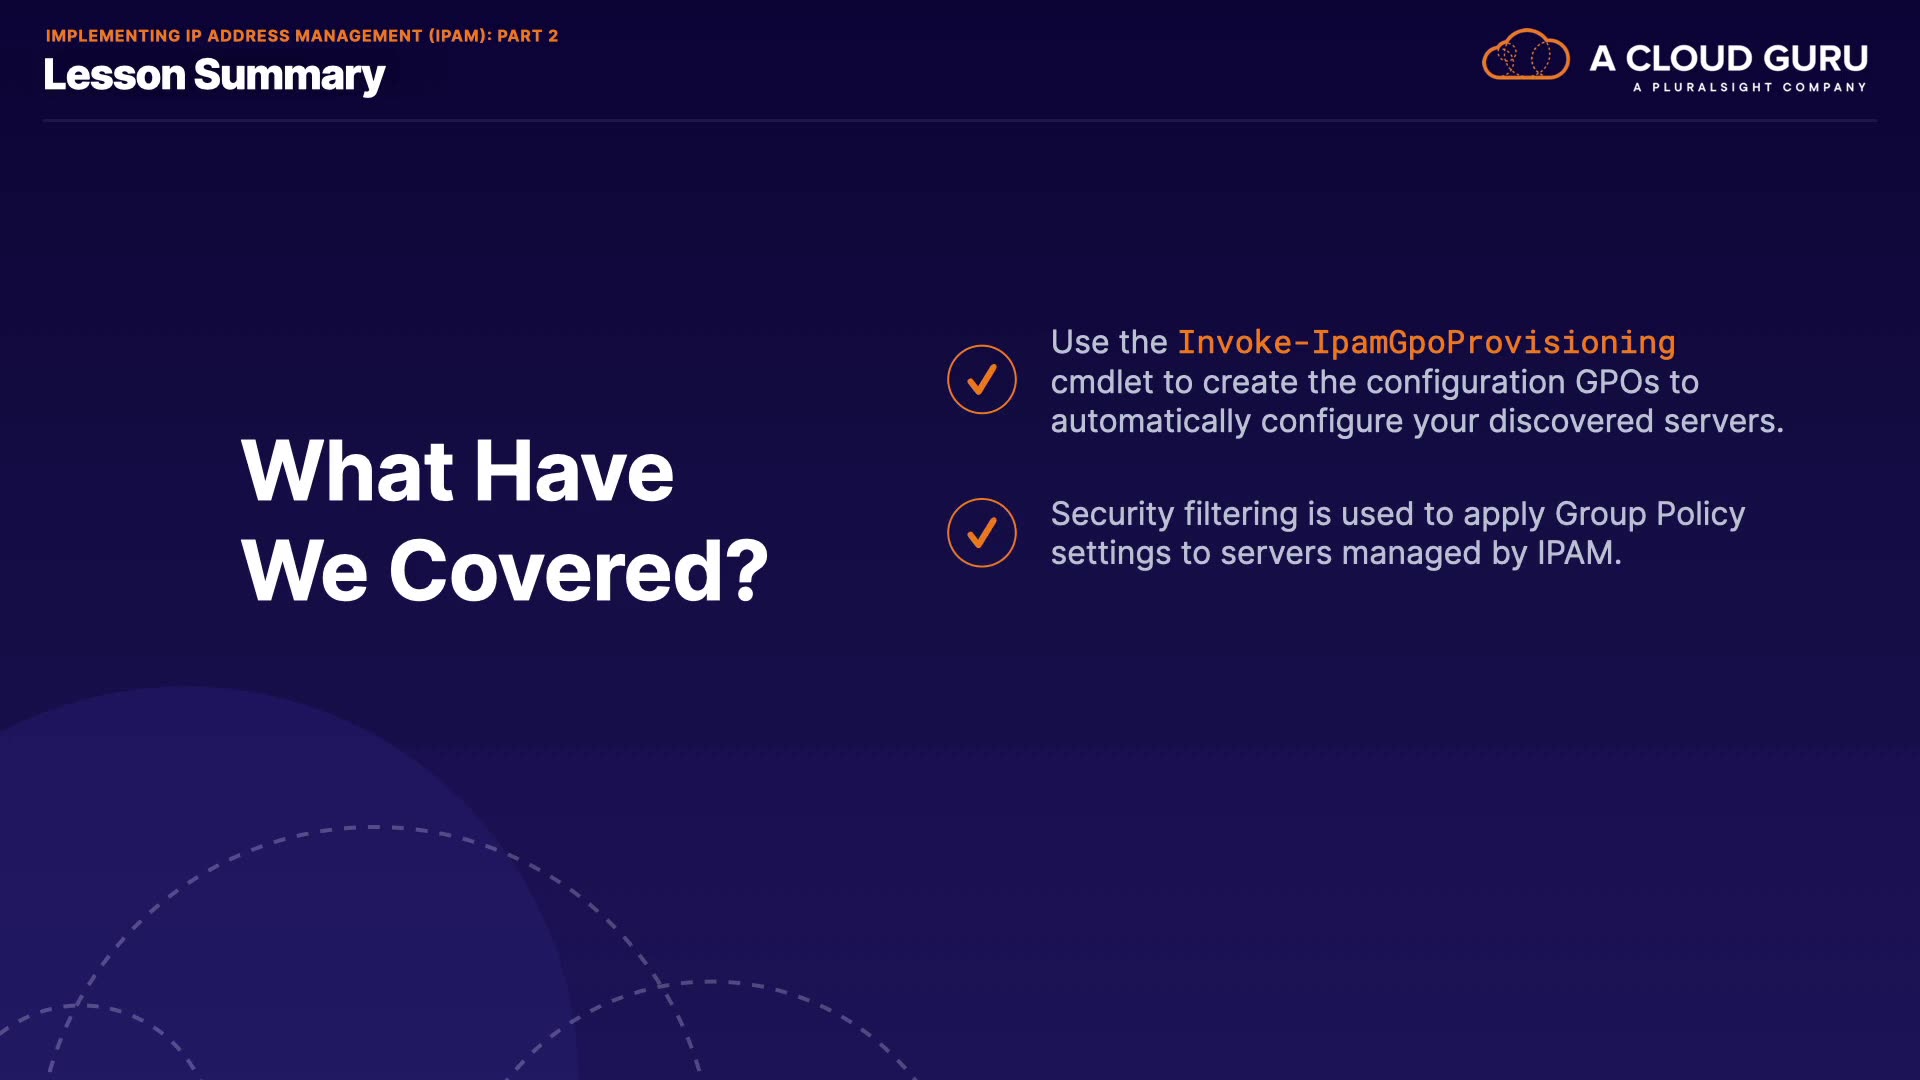 IMPLEMENTING IP ADDRESS MANAGEMENT (IPAM): PART 2
Lesson Summary
A CLOUD GURU
A PLURALSIGHT COMPANY
What Have
We Covered?
Use the Invoke-IpamGpoProvisioning
cmdlet to create the configuration GPOs to
automatically configure your discovered servers.
Security filtering is used to apply Group Policy
settings to servers managed by IPAM.